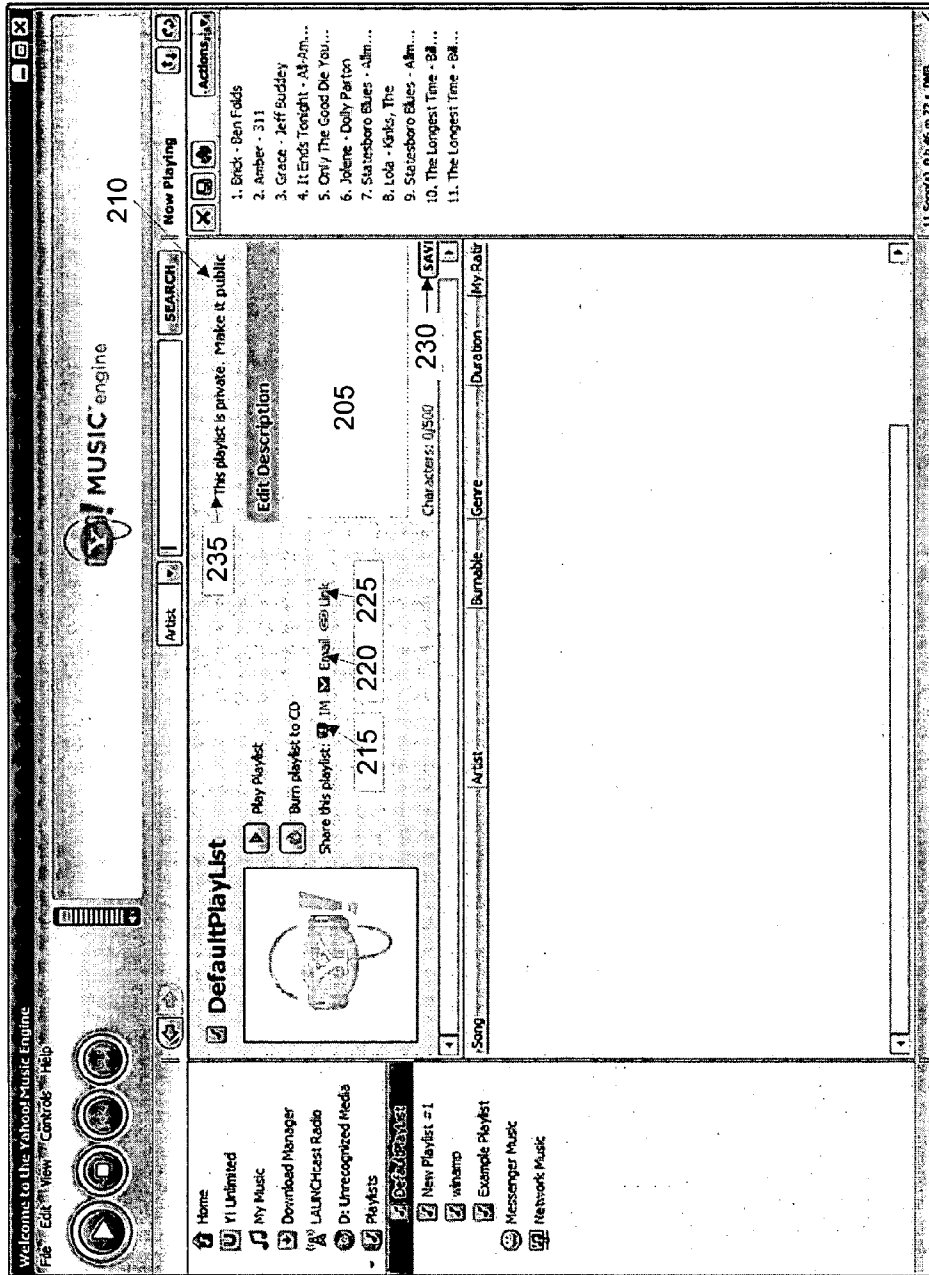 Welcome to the Yahoo! Music Engine
File Edit View Controls Help
Y! MUSIC engine
210
Artist
SEARCH
Now Playing
Home
Y! Unlimited
My Music
Download Manager
LAUNCHcast Radio
D: Unrecognized Media
Playlists
DefaultPlayList
New Playlist #1
winamp
Example Playlist
Messenger Music
Network Music
DefaultPlayList
235
This playlist is private. Make it public
Play Playlist
Burn playlist to CD
Share this playlist: IM Email Link
215 220 225
Edit Description
205
Characters: 0/500
230
SAVE
Song Artist Burnable Genre Duration My Ratin
Actions
1. Brick - Ben Folds
2. Amber - 311
3. Grace - Jeff Buckley
4. It Ends Tonight - All-Am...
5. Only The Good Die You...
6. Jolene - Dolly Parton
7. Statesboro Blues - Allm...
8. Lola - Kinks, The
9. Statesboro Blues - Allm...
10. The Longest Time - Bill...
11. The Longest Time - Bill...
11 Song(s)